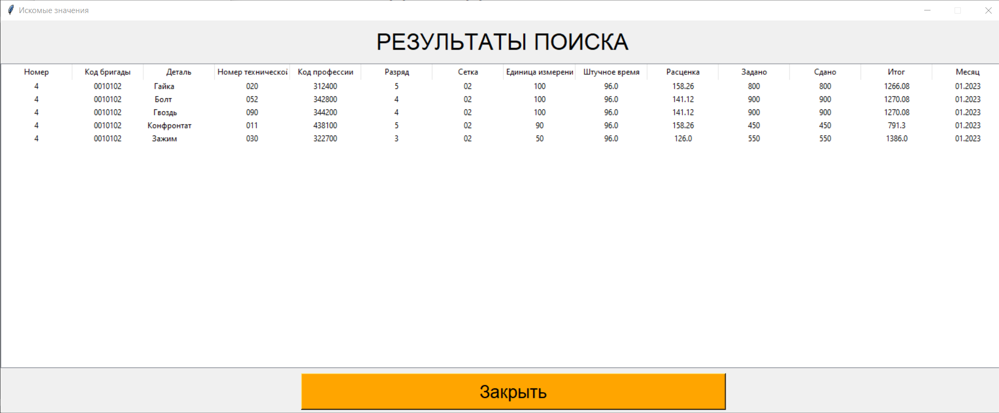 Искомые значения
РЕЗУЛЬТАТЫ ПОИСКА
Номер Код бригады Деталь Номер технической Код профессии Разряд Сетка Единица измерени Штучное время Расценка Задано Сдано Итог Месяц
4 0010102 Гайка 020 312400 5 02 100 96.0 158.26 800 800 1266.08 01.2023
4 0010102 Болт 052 342800 4 02 100 96.0 141.12 900 900 1270.08 01.2023
4 0010102 Гвоздь 090 344200 4 02 100 96.0 141.12 900 900 1270.08 01.2023
4 0010102 Конфронтат 011 438100 5 02 90 96.0 158.26 450 450 791.3 01.2023
4 0010102 Зажим 030 322700 3 02 50 96.0 126.0 550 550 1386.0 01.2023
Закрыть